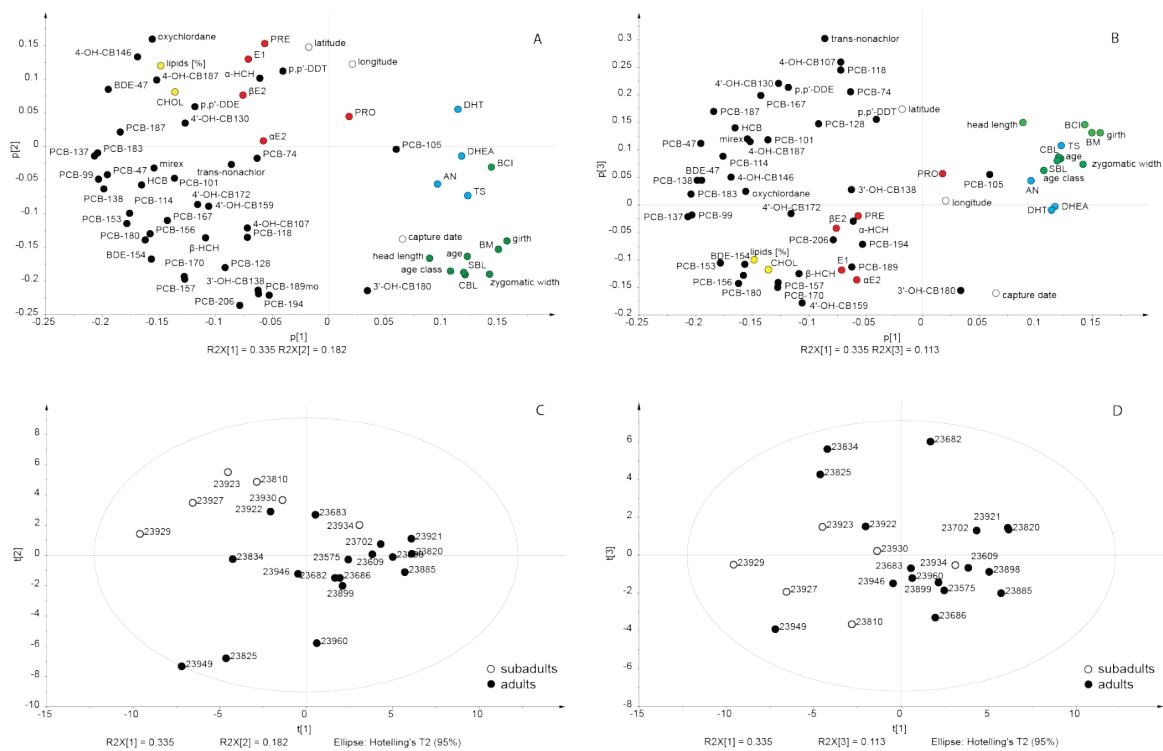 A
p[2]
0.15
0.1
0.05
0
-0.05
-0.1
-0.15
-0.2
-0.25
oxychlordane
4-OH-CB146
lipids [%]
4-OH-CB187
BDE-47
CHOL
p,p'-DDE
4'-OH-CB130
PRE
E1
α-HCH
βE2
p,p'-DDT
latitude
longitude
PRO
αE2
DHT
PCB-187
PCB-183
PCB-137
mirex
PCB-74
trans-nonachlor
PCB-105
DHEA
BCI
PCB-47
PCB-99
HCB
PCB-101
AN
TS
PCB-138
PCB-114
4'-OH-CB172
4'-OH-CB159
PCB-153
PCB-167
PCB-156
4-OH-CB107
PCB-118
PCB-180
β-HCH
BDE-154
capture date
BM
girth
head length
age
age class
SBL
CBL
zygomatic width
PCB-170
PCB-128
PCB-157
3'-OH-CB138
PCB-189mo
PCB-206
PCB-194
3'-OH-CB180
-0.25
-0.2
-0.15
-0.1
-0.05
0
0.05
0.1
0.15
p[1]
R2X[1] = 0.335 R2X[2] = 0.182
B
p[3]
0.3
0.25
0.2
0.15
0.1
0.05
0
-0.05
-0.1
-0.15
-0.2
trans-nonachlor
4-OH-CB107
PCB-118
4'-OH-CB130
p,p'-DDE
PCB-74
PCB-167
PCB-187
latitude
p,p'-DDT
PCB-128
head length
BCI
BM
girth
HCB
mirex
PCB-101
4-OH-CB187
PCB-47
PCB-114
TS
CBL
age
SBL
zygomatic width
age class
BDE-47
4-OH-CB146
PCB-138
PCB-183
oxychlordane
3'-OH-CB138
PRO
PCB-105
AN
longitude
DHT
DHEA
PCB-137
PCB-99
4'-OH-CB172
βE2
PRE
α-HCH
PCB-206
PCB-194
BDE-154
lipids [%]
PCB-153
CHOL
E1
PCB-189
β-HCH
αE2
PCB-156
PCB-157
PCB-180
PCB-170
4'-OH-CB159
3'-OH-CB180
capture date
-0.25
-0.2
-0.15
-0.1
-0.05
0
0.05
0.1
0.15
p[1]
R2X[1] = 0.335 R2X[3] = 0.113
C
t[2]
8
6
4
2
0
-2
-4
-6
-8
-10
23923
23810
23927
23930
23922
23929
23683
23934
23702
23921
23834
23575
23609
23820
23946
23682
23686
23885
23899
23960
23949
23825
subadults
adults
-15
-10
-5
0
5
10
t[1]
R2X[1] = 0.335
R2X[2] = 0.182
Ellipse: Hotelling's T2 (95%)
D
t[3]
6
4
2
0
-2
-4
-6
-8
23834
23682
23825
23923
23922
23921
23702
23820
23930
23929
23683
23934
23609
23927
23946
23960
23899
23575
23898
23885
23949
23810
23686
subadults
adults
-15
-10
-5
0
5
10
t[1]
R2X[1] = 0.335
R2X[3] = 0.113
Ellipse: Hotelling's T2 (95%)